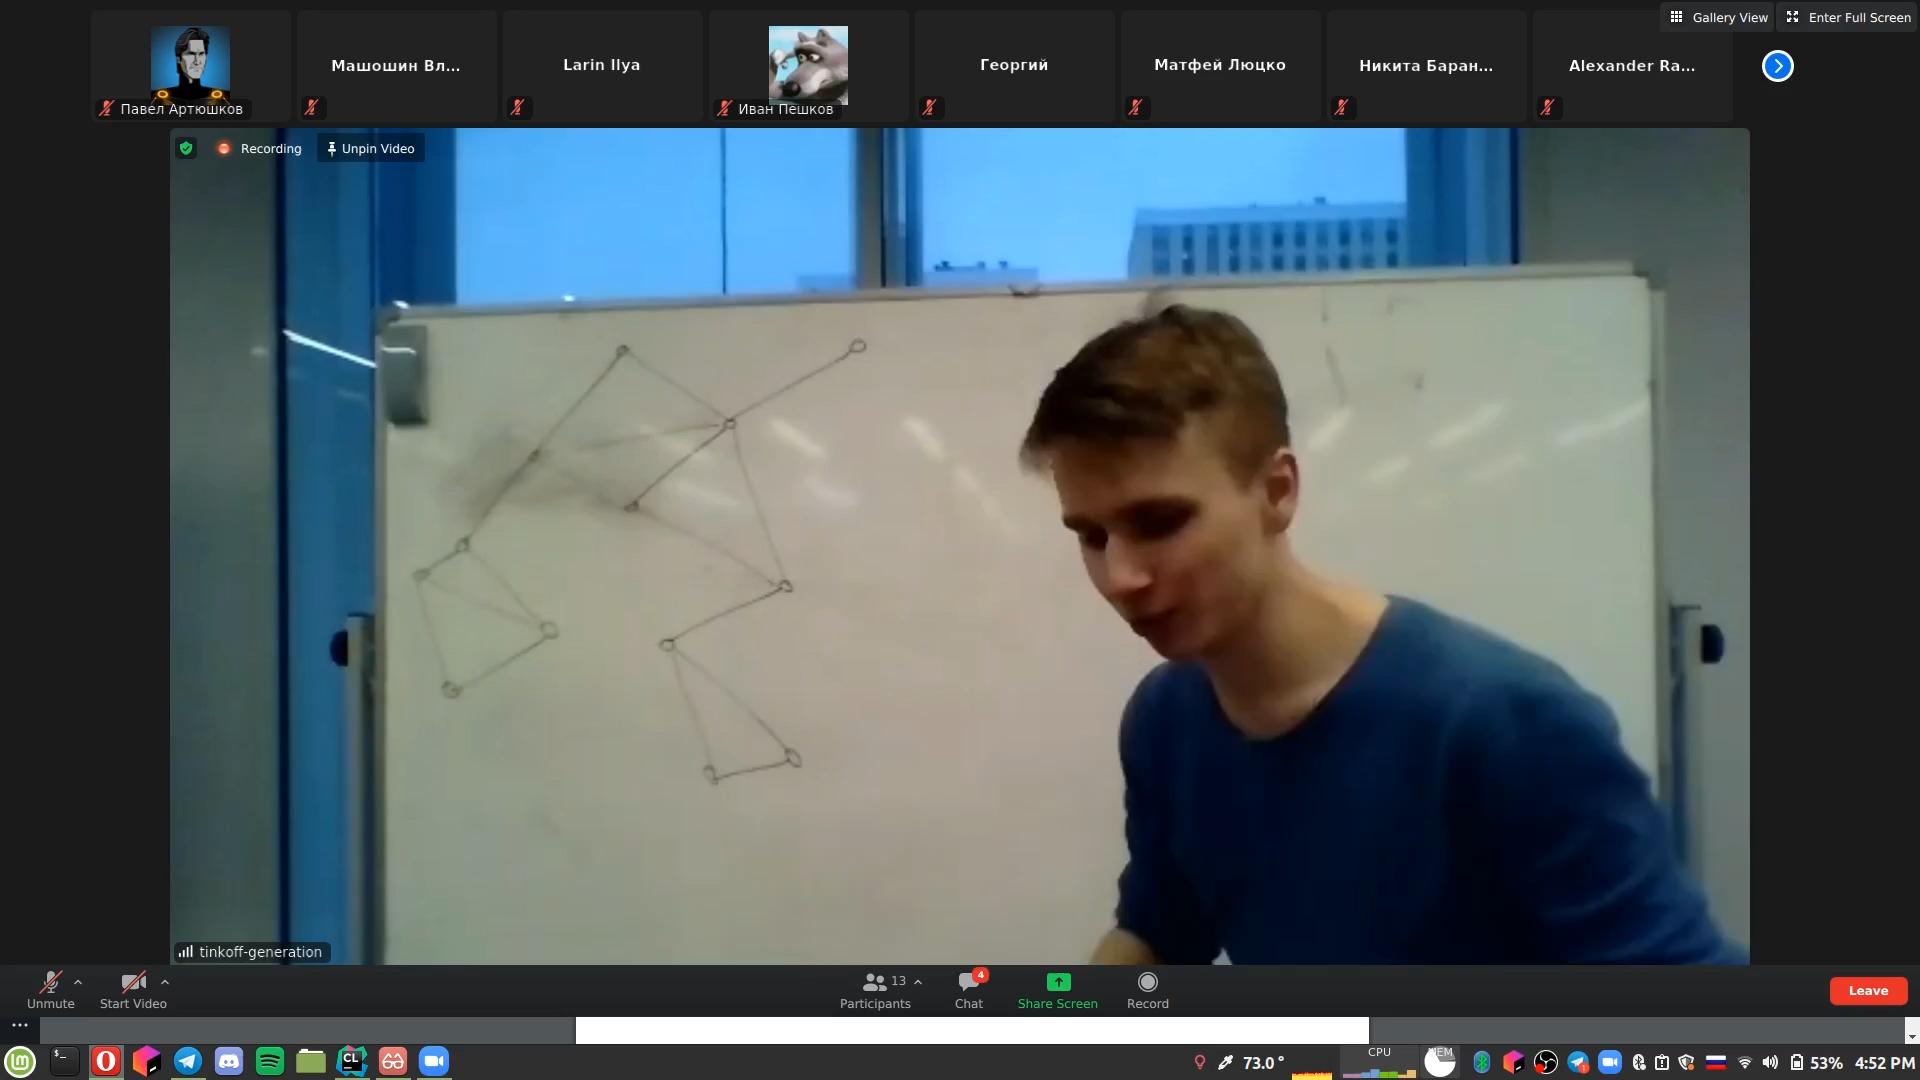 Gallery View
Enter Full Screen
Павел Артюшков
Машошин Вл...
Larin Ilya
Иван Пешков
Георгий
Матфей Люцко
Никита Баран...
Alexander Ra...
Recording
Unpin Video
tinkoff-generation
Unmute
Start Video
13
Participants
4
Chat
Share Screen
Record
Leave
CL
73.0°
CPU
MEM
53%
4:52 PM